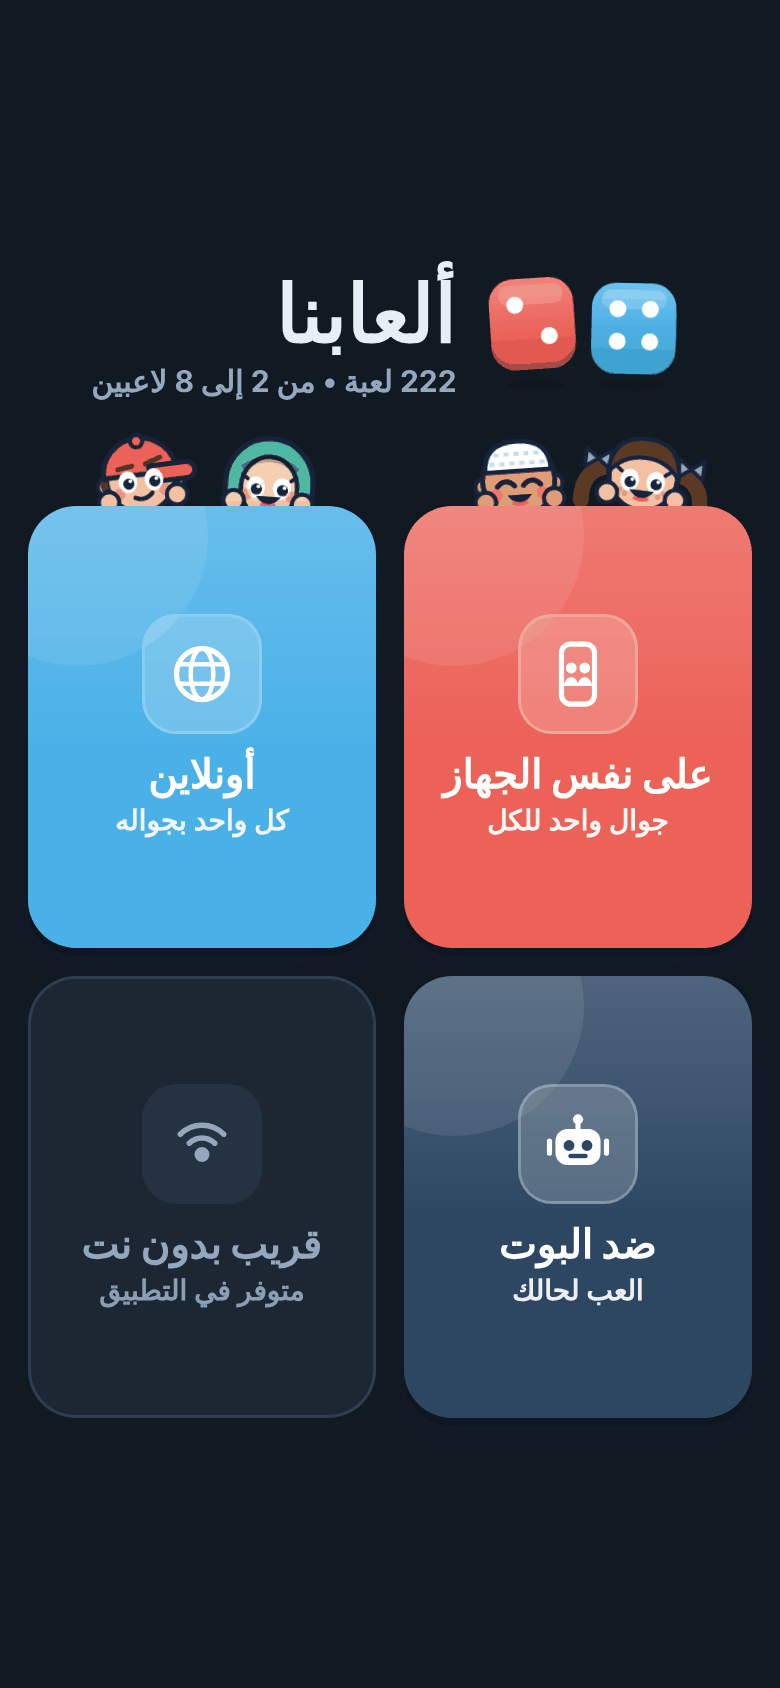 ألعابنا
222 لعبة • من 2 إلى 8 لاعبين
على نفس الجهاز
جوال واحد للكل
أونلاين
كل واحد بجواله
ضد البوت
العب لحالك
قريب بدون نت
متوفر في التطبيق